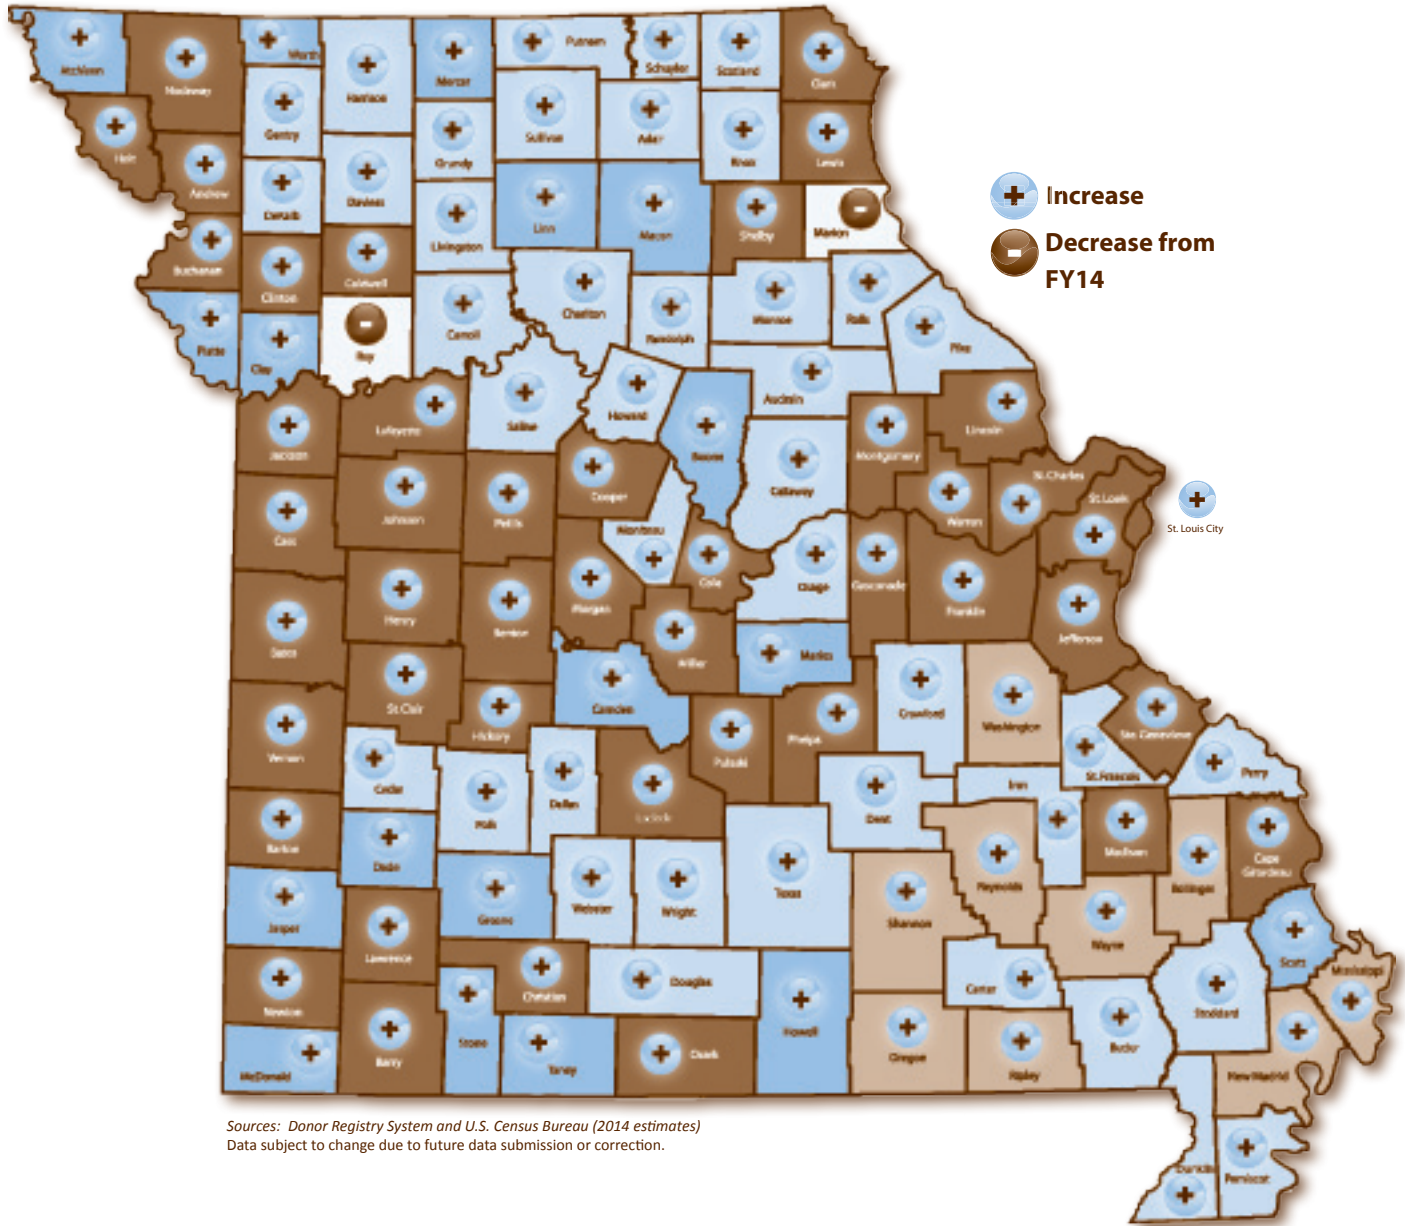 Atchison
Nodaway
Worth
Harrison
Mercer
Putnam
Schuyler
Scotland
Clark
Gentry
Sullivan
Adair
Knox
Lewis
Holt
Andrew
Grundy
DeKalb
Daviess
Livingston
Linn
Macon
Shelby
Marion
Increase
Decrease from
FY14
Buchanan
Clinton
Caldwell
Chariton
Randolph
Monroe
Ralls
Pike
Platte
Clay
Ray
Carroll
Saline
Howard
Audrain
Lafayette
Jackson
Boone
Callaway
Montgomery
Lincoln
Cooper
Johnson
Pettis
Cass
Moniteau
Warren
St. Charles
St. Louis
St. Louis City
Cole
Osage
Gasconade
Franklin
Morgan
Henry
Benton
Bates
Miller
Maries
Jefferson
St. Clair
Camden
Crawford
Washington
Hickory
Vernon
Pulaski
Phelps
Ste. Genevieve
St. Francois
Perry
Cedar
Polk
Dallas
Laclede
Dent
Iron
Barton
Dade
Madison
Bollinger
Cape
Girardeau
Texas
Reynolds
Jasper
Greene
Webster
Wright
Shannon
Wayne
Lawrence
Scott
Mississippi
Newton
Christian
Douglas
Carter
Stoddard
Stone
Howell
McDonald
Barry
Taney
Ozark
Oregon
Ripley
Butler
New Madrid
Dunklin
Pemiscot
Sources: Donor Registry System and U.S. Census Bureau (2014 estimates)
Data subject to change due to future data submission or correction.